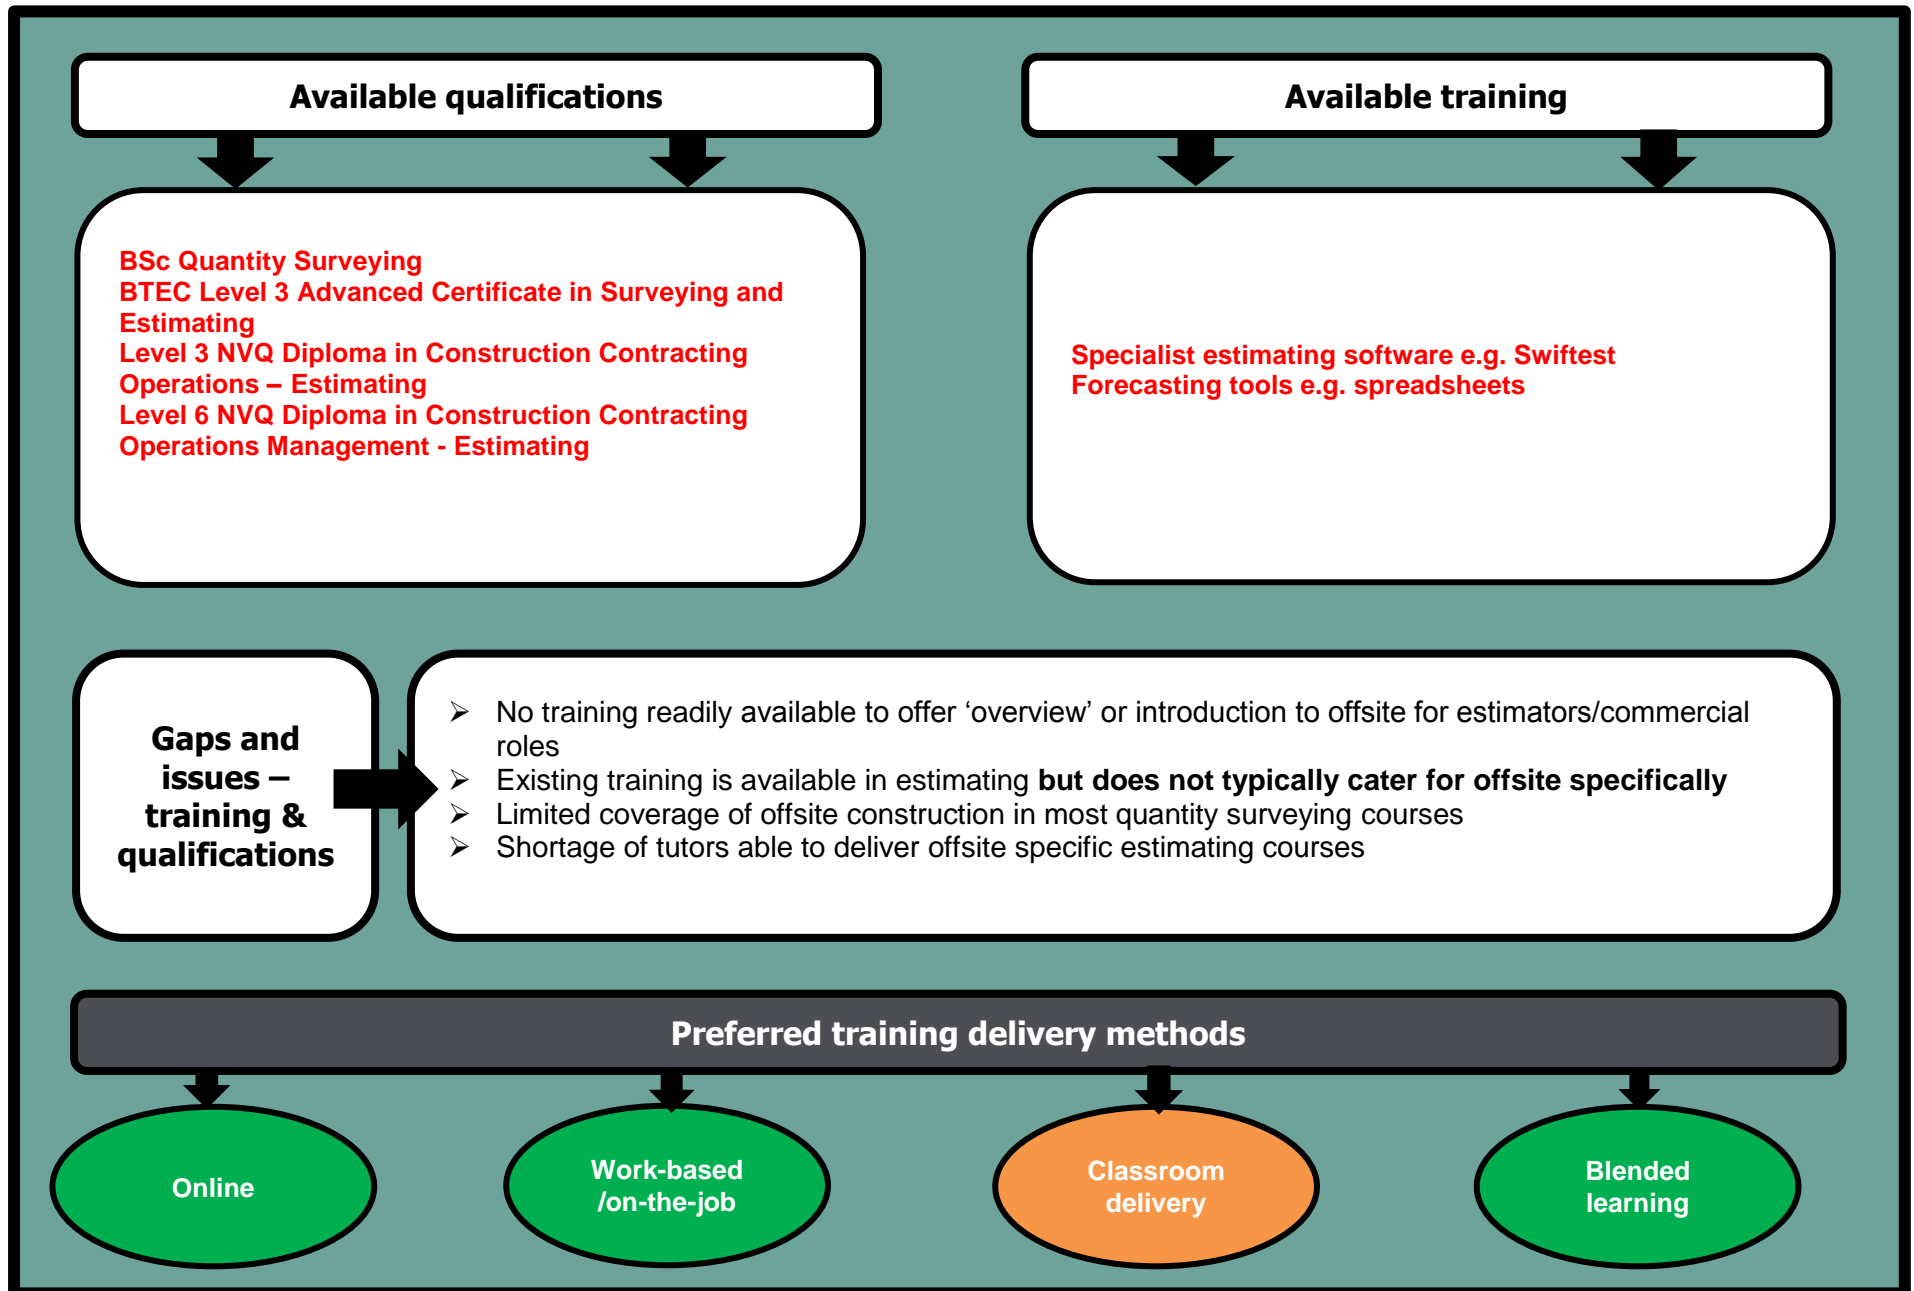 Available qualifications
Available training
BSc Quantity Surveying
BTEC Level 3 Advanced Certificate in Surveying and
Estimating
Level 3 NVQ Diploma in Construction Contracting
Operations – Estimating
Level 6 NVQ Diploma in Construction Contracting
Operations Management - Estimating
Specialist estimating software e.g. Swiftest
Forecasting tools e.g. spreadsheets
Gaps and
issues –
training &
qualifications
➢ No training readily available to offer ‘overview’ or introduction to offsite for estimators/commercial
roles
➢ Existing training is available in estimating but does not typically cater for offsite specifically
➢ Limited coverage of offsite construction in most quantity surveying courses
➢ Shortage of tutors able to deliver offsite specific estimating courses
Preferred training delivery methods
Online
Work-based
/on-the-job
Classroom
delivery
Blended
learning